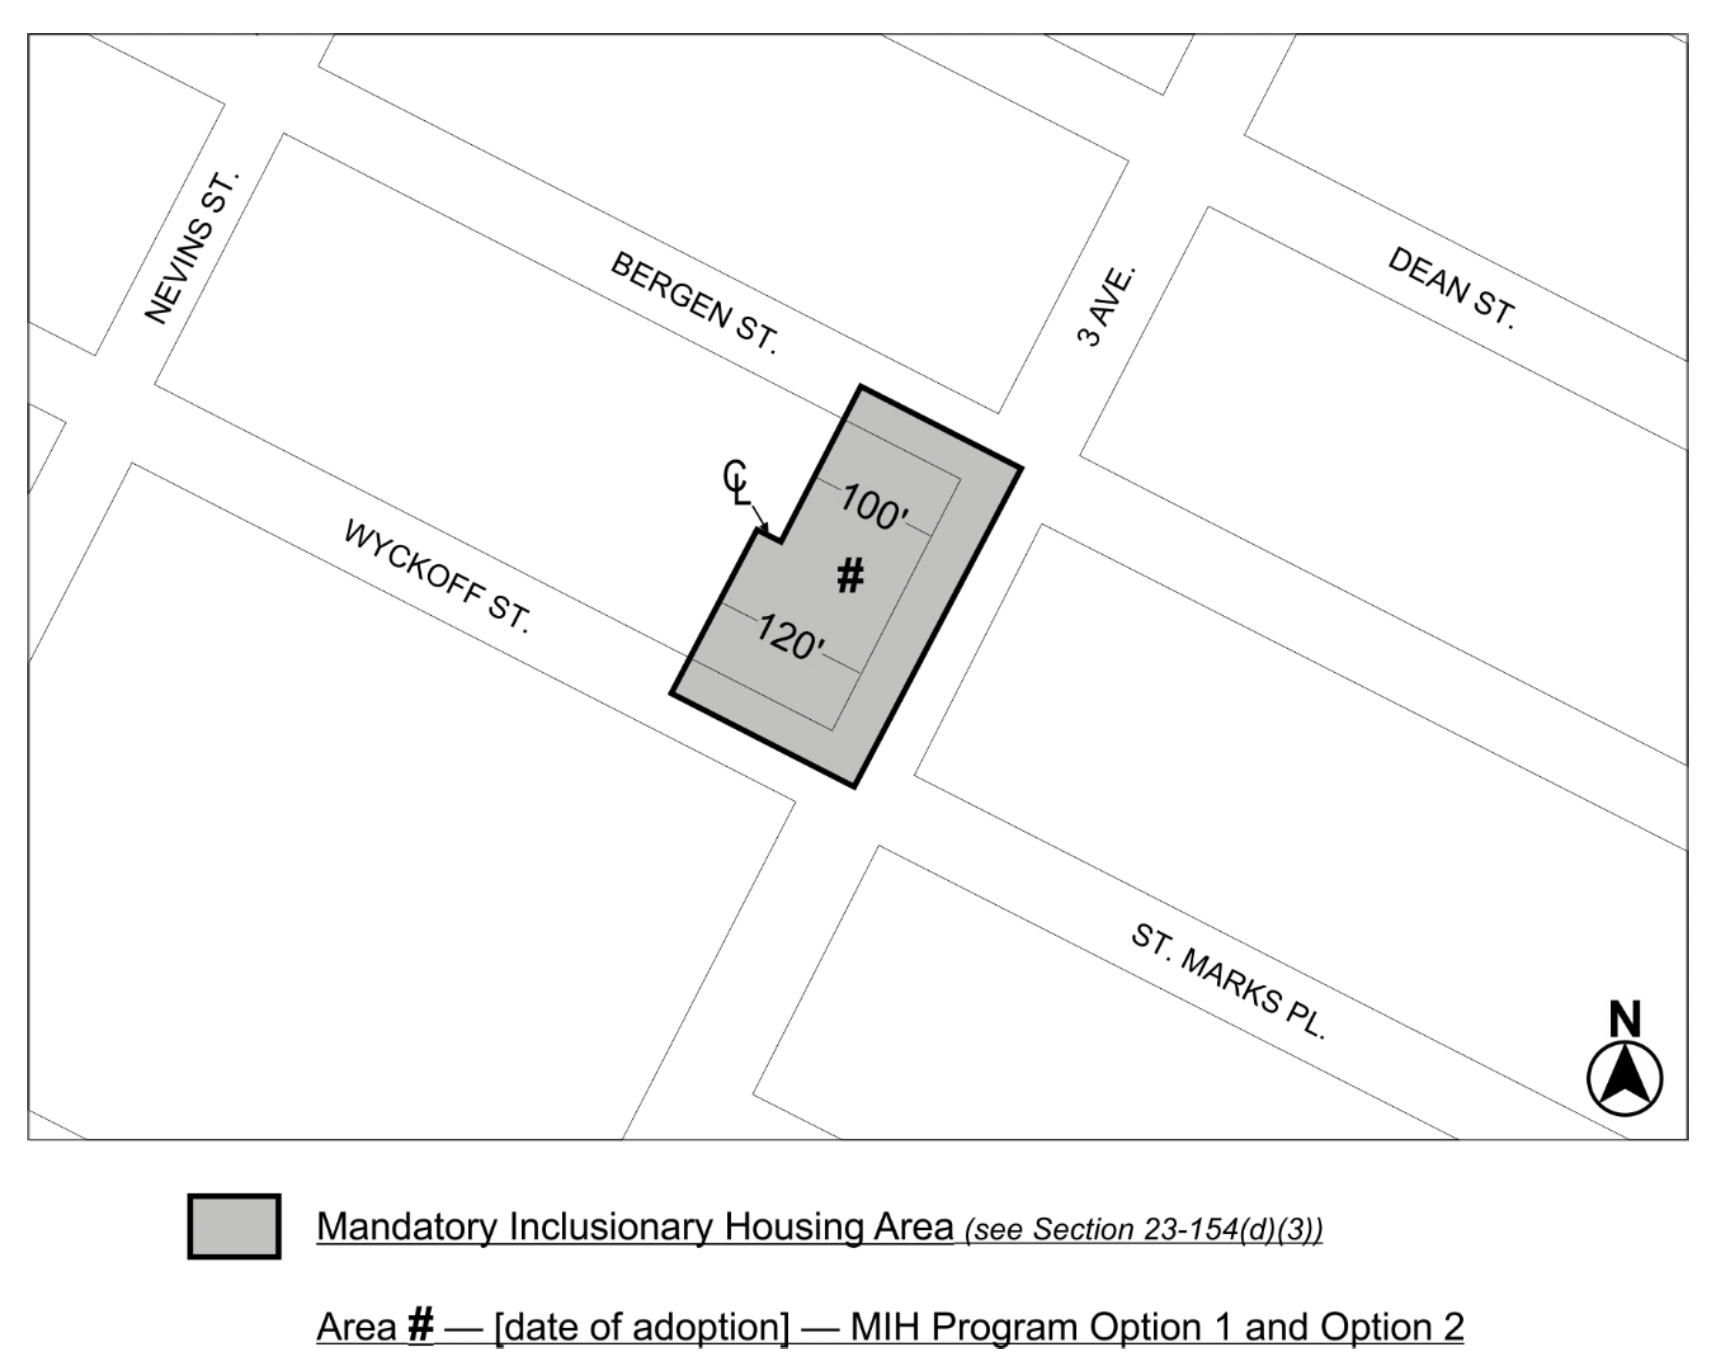 NEVINS ST.
BERGEN ST.
3 AVE.
DEAN ST.
℄
100'
#
120'
WYCKOFF ST.
ST. MARKS PL.
N
Mandatory Inclusionary Housing Area (see Section 23-154(d)(3))
Area # — [date of adoption] — MIH Program Option 1 and Option 2